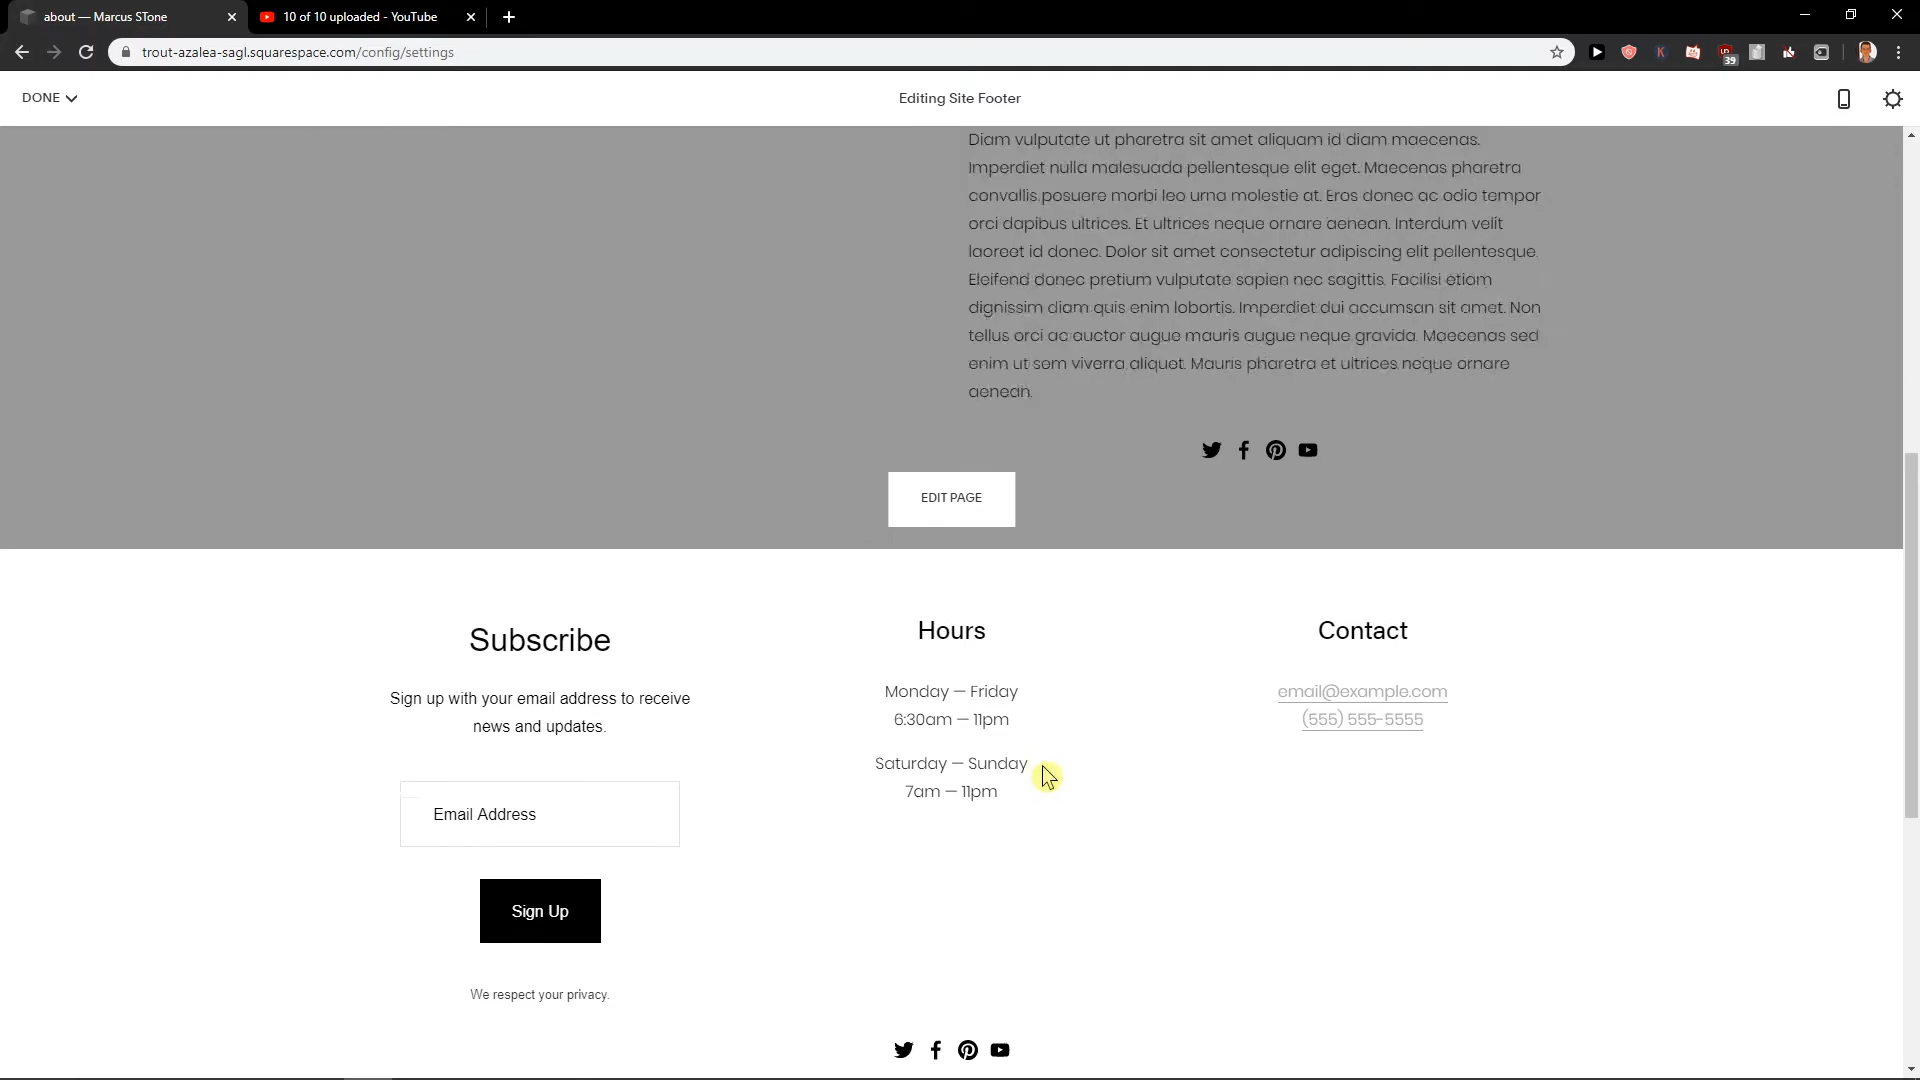 about — Marcus STone
10 of 10 uploaded - YouTube
trout-azalea-sagl.squarespace.com/config/settings
39
DONE
Editing Site Footer
Diam vulputate ut pharetra sit amet aliquam id diam maecenas.
Imperdiet nulla malesuada pellentesque elit eget. Maecenas pharetra
convallis posuere morbi leo urna molestie at. Eros donec ac odio tempor
orci dapibus ultrices. Et ultrices neque ornare aenean. Interdum velit
laoreet id donec. Dolor sit amet consectetur adipiscing elit pellentesque.
Eleifend donec pretium vulputate sapien nec sagittis. Facilisi etiam
dignissim diam quis enim lobortis. Imperdiet dui accumsan sit amet. Non
tellus orci ac auctor augue mauris augue neque gravida. Maecenas sed
enim ut sem viverra aliquet. Mauris pharetra et ultrices neque ornare
aenean.
EDIT PAGE
Subscribe
Sign up with your email address to receive
news and updates.
Email Address
Sign Up
We respect your privacy.
Hours
Monday — Friday
6:30am — 11pm
Saturday — Sunday
7am — 11pm
Contact
email@example.com
(555) 555-5555